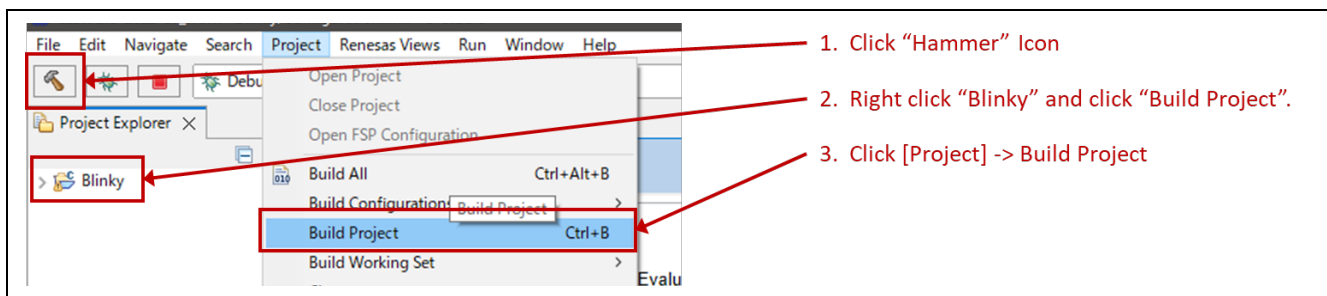 File Edit Navigate Search Project Renesas Views Run Window Help
1. Click “Hammer” Icon
Debu
Open Project
Close Project
2. Right click “Blinky” and click “Build Project”.
Project Explorer
Open FSP Configuration
3. Click [Project] -> Build Project
Build All Ctrl+Alt+B
Blinky
Build Configurations
Build Project
Build Project Ctrl+B
Build Working Set
Evalu